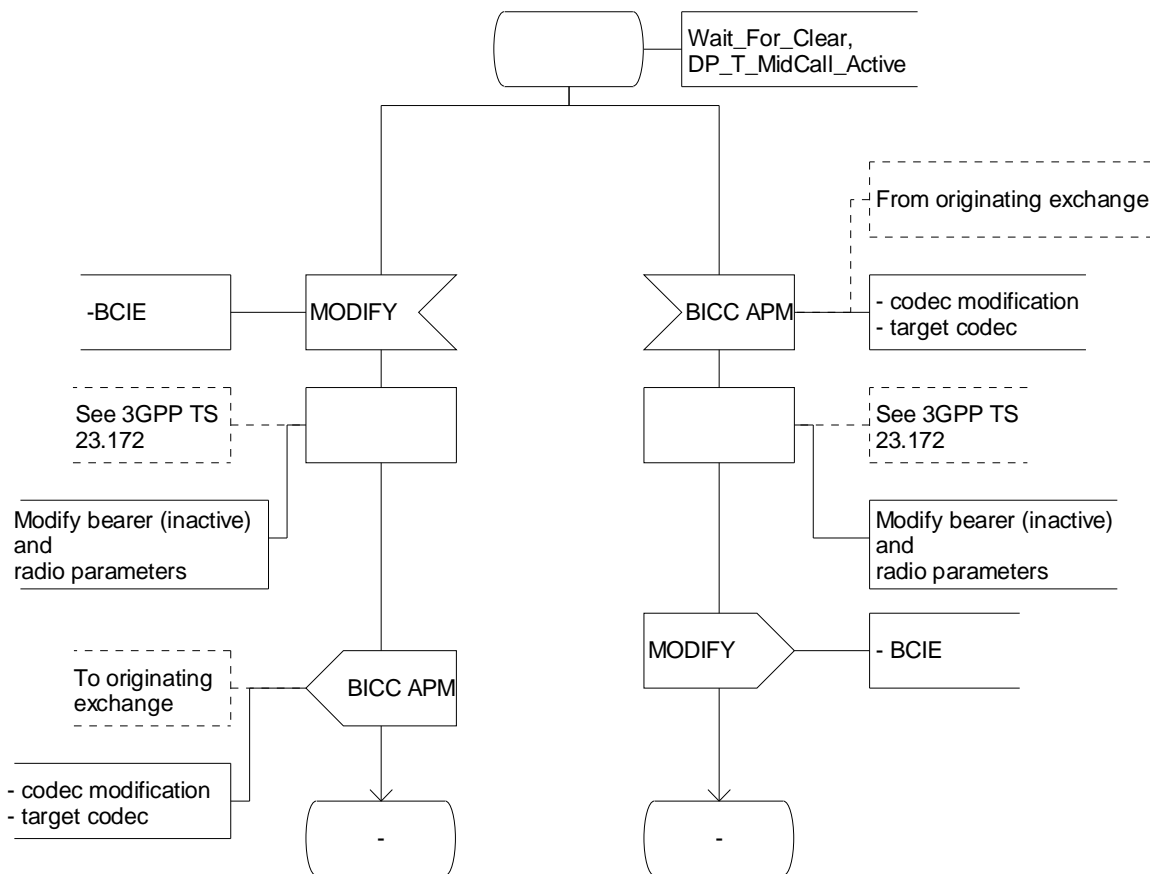 Wait_For_Clear,
DP_T_MidCall_Active
From originating exchange
-BCIE
MODIFY
BICC APM
- codec modification
- target codec
See 3GPP TS
23.172
See 3GPP TS
23.172
Modify bearer (inactive)
and
radio parameters
Modify bearer (inactive)
and
radio parameters
MODIFY
- BCIE
To originating
exchange
BICC APM
- codec modification
- target codec
-
-